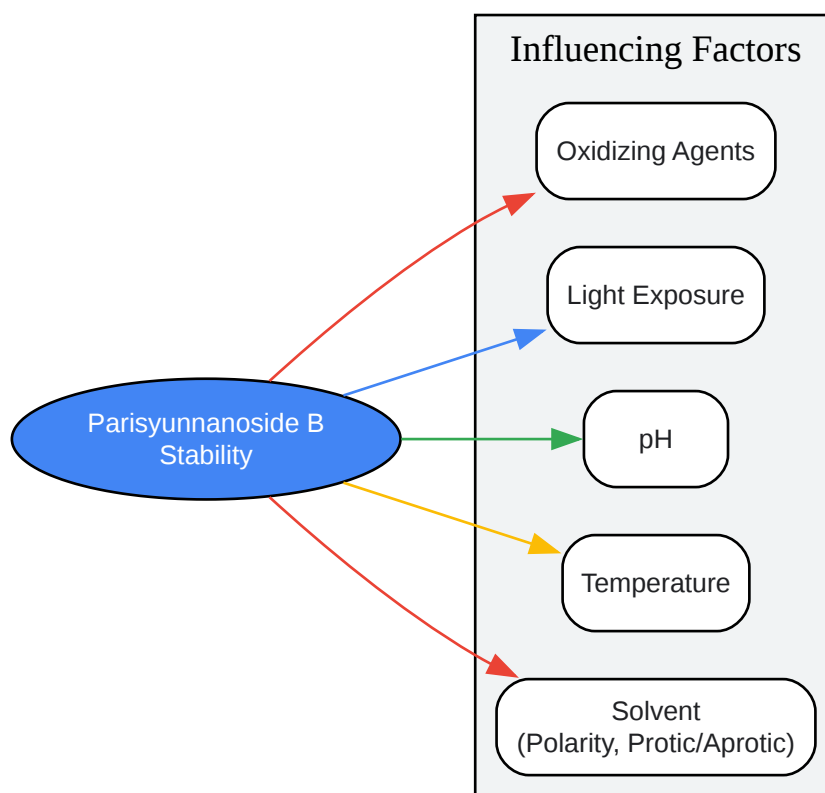 Influencing Factors
Oxidizing Agents
Light Exposure
Parisyunnanoside B
Stability
pH
Temperature
Solvent
(Polarity, Protic/Aprotic)